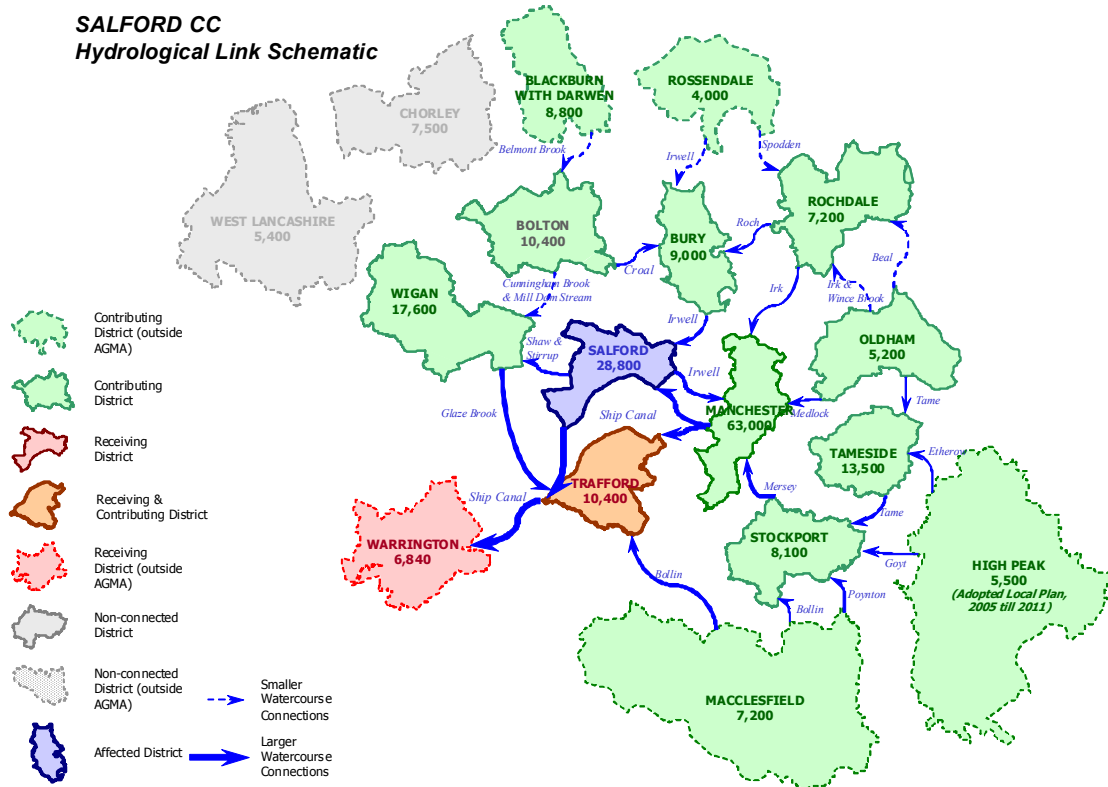 SALFORD CC
Hydrological Link Schematic
BLACKBURN
WITH DARWEN
8,800
ROSSENDALE
4,000
CHORLEY
7,500
Belmont Brook
Irwell
Spodden
WEST LANCASHIRE
5,400
BOLTON
10,400
ROCHDALE
7,200
Roch
BURY
9,000
Croal
Beal
WIGAN
17,600
Cunningham Brook
& Mill Dam Stream
Irk
Irk &
Wince Brook
Irwell
OLDHAM
5,200
Shaw &
Stirrup
SALFORD
28,800
Irwell
Glaze Brook
Ship Canal
MANCHESTER
63,000
Medlock
Tame
TAMESIDE
13,500
Etherow
TRAFFORD
10,400
Ship Canal
Mersey
Tame
WARRINGTON
6,840
STOCKPORT
8,100
Goyt
HIGH PEAK
5,500
(Adopted Local Plan,
2005 till 2011)
Bollin
Bollin
Poynton
MACCLESFIELD
7,200
Contributing
District (outside
AGMA)
Contributing
District
Receiving
District
Receiving &
Contributing District
Receiving
District (outside
AGMA)
Non-connected
District
Non-connected
District (outside
AGMA)
Affected District
Smaller
Watercourse
Connections
Larger
Watercourse
Connections